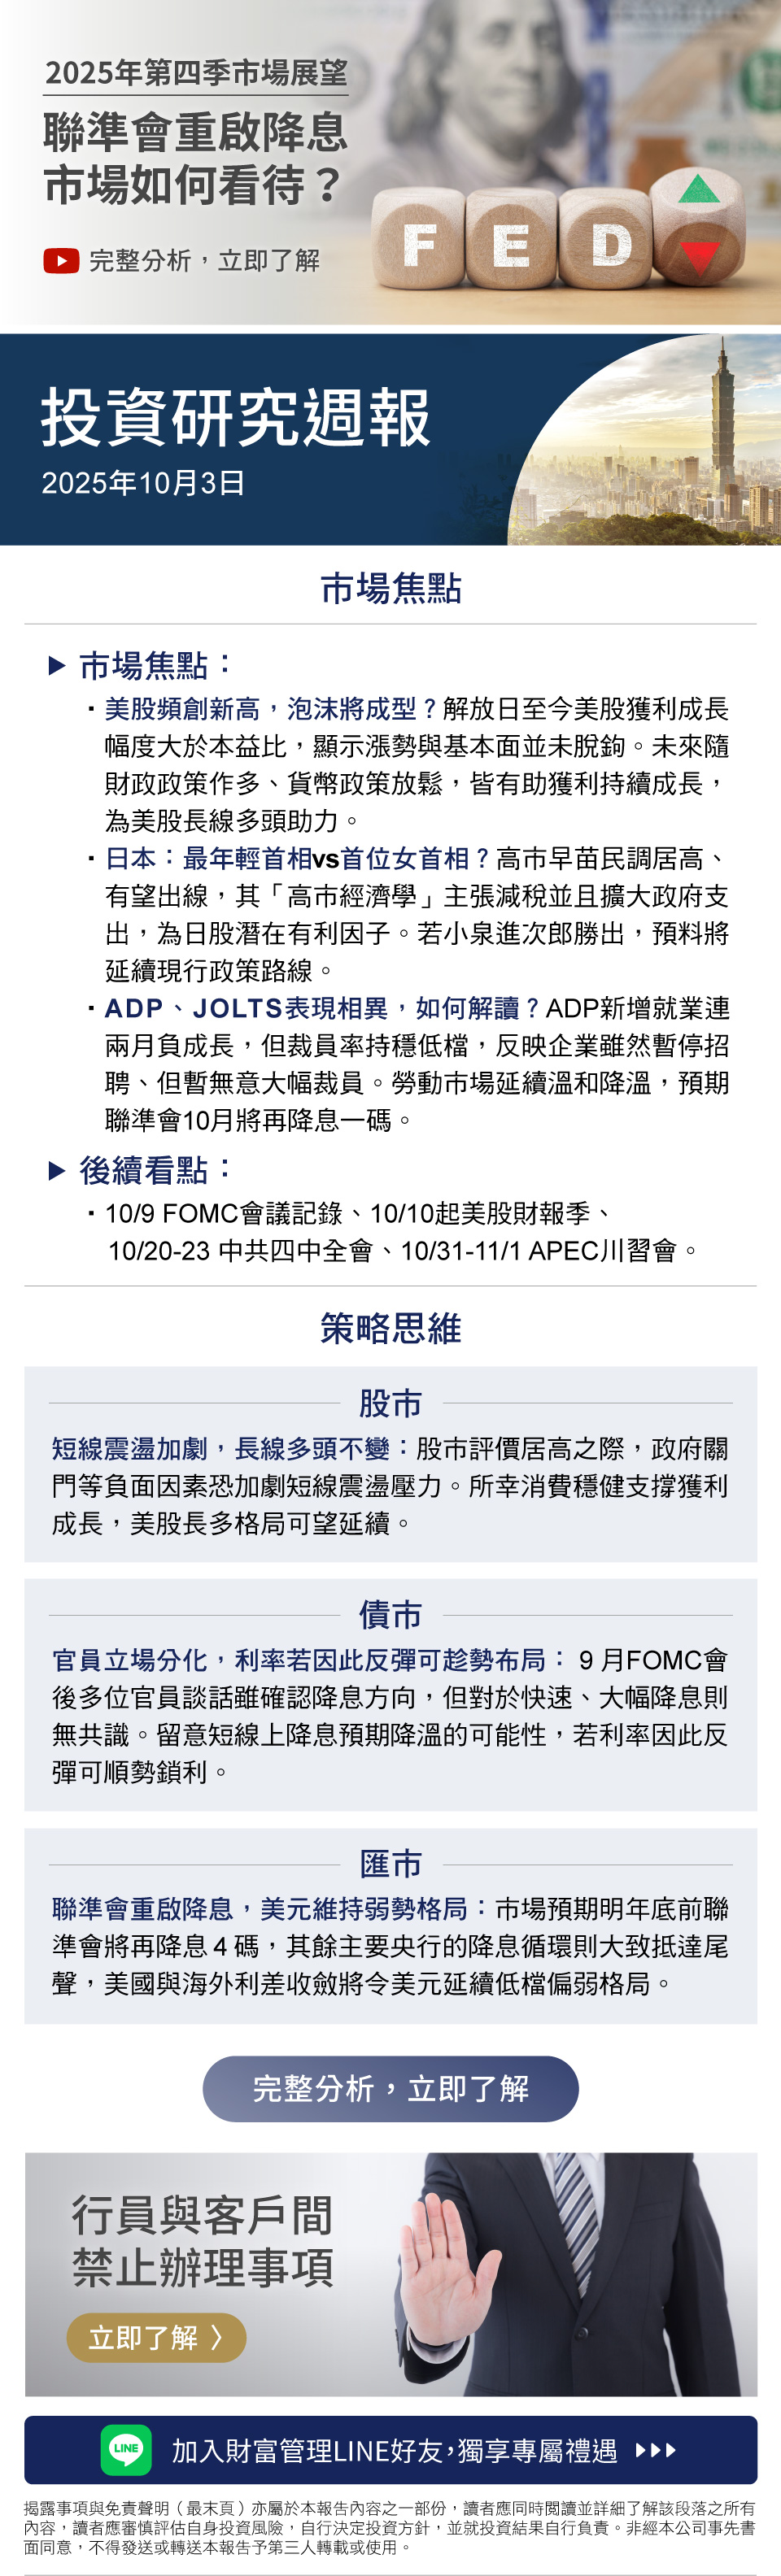 2025年第四季市場展望
聯準會重啟降息
市場如何看待？
完整分析，立即了解
FED
投資研究週報
2025年10月3日
市場焦點
▶ 市場焦點：
・美股頻創新高，泡沫將成型？解放日至今美股獲利成長
幅度大於本益比，顯示漲勢與基本面並未脫鉤。未來隨
財政政策作多、貨幣政策放鬆，皆有助獲利持續成長，
為美股長線多頭助力。
・日本：最年輕首相vs首位女首相？高市早苗民調居高、
有望出線，其「高市經濟學」主張減稅並且擴大政府支
出，為日股潛在有利因子。若小泉進次郎勝出，預料將
延續現行政策路線。
・ADP、JOLTS表現相異，如何解讀？ADP新增就業連
兩月負成長，但裁員率持穩低檔，反映企業雖然暫停招
聘、但暫無意大幅裁員。勞動市場延續溫和降溫，預期
聯準會10月將再降息一碼。
▶ 後續看點：
・10/9 FOMC會議記錄、10/10起美股財報季、
10/20-23 中共四中全會、10/31-11/1 APEC川習會。
策略思維
股市
短線震盪加劇，長線多頭不變：股市評價居高之際，政府關
門等負面因素恐加劇短線震盪壓力。所幸消費穩健支撐獲利
成長，美股長多格局可望延續。
債市
官員立場分化，利率若因此反彈可趁勢布局： 9 月FOMC會
後多位官員談話雖確認降息方向，但對於快速、大幅降息則
無共識。留意短線上降息預期降溫的可能性，若利率因此反
彈可順勢鎖利。
匯市
聯準會重啟降息，美元維持弱勢格局：市場預期明年底前聯
準會將再降息 4 碼，其餘主要央行的降息循環則大致抵達尾
聲，美國與海外利差收斂將令美元延續低檔偏弱格局。
完整分析，立即了解
行員與客戶間
禁止辦理事項
立即了解 〉
LINE 加入財富管理LINE好友，獨享專屬禮遇
揭露事項與免責聲明（最末頁）亦屬於本報告內容之一部份，讀者應同時閱讀並詳細了解該段落之所有
內容，讀者應審慎評估自身投資風險，自行決定投資方針，並就投資結果自行負責。非經本公司事先書
面同意，不得發送或轉送本報告予第三人轉載或使用。